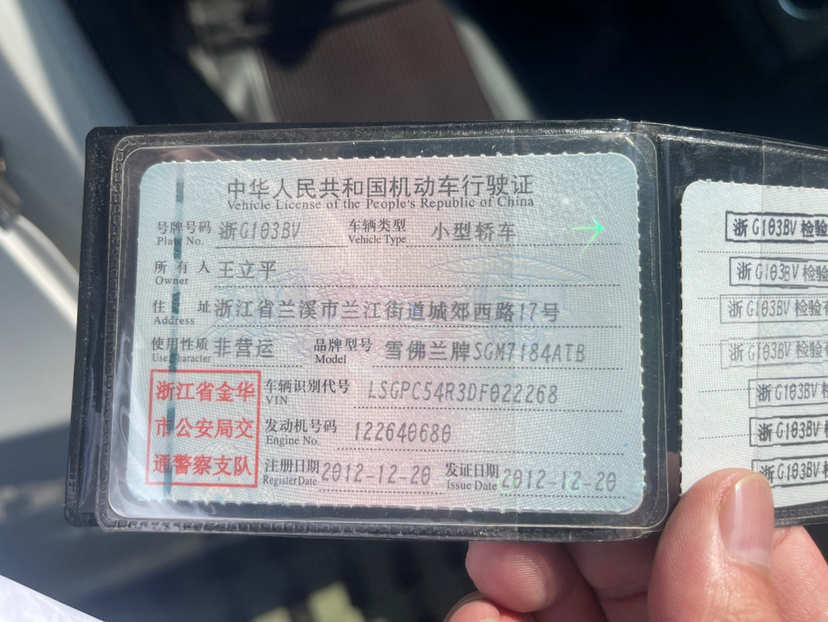 中华人民共和国机动车行驶证
Vehicle License of the People's Republic of China
号牌号码 浙G103BV 车辆类型 小型轿车
Plate No. Vehicle Type
所有人 王立平
Owner
住址 浙江省兰溪市兰江街道城郊西路17号
Address
使用性质 非营运 品牌型号 雪佛兰牌SGM7184ATB
Use Character Model
浙江省金华
市公安局交
通警察支队
车辆识别代号 LSGPC54R3DF022268
VIN
发动机号码 122640680
Engine No.
注册日期 2012-12-20 发证日期 2012-12-20
Register Date Issue Date
浙G103BV检验
浙G103BV检验
浙G103BV检验
浙G103BV检验
浙G103BV
浙G103BV检
浙G103BV